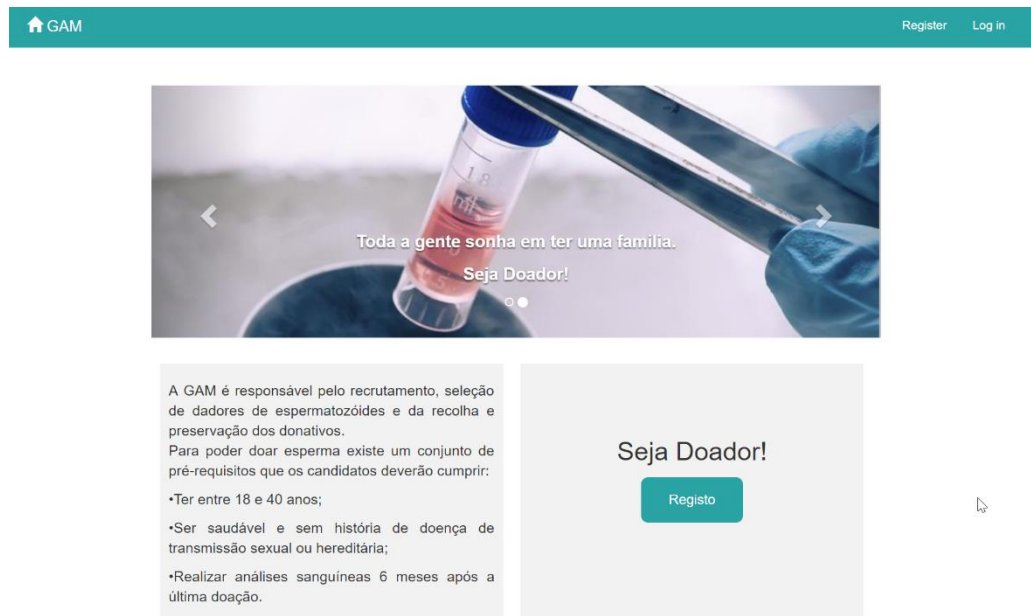 GAM
Register
Log in
Toda a gente sonha em ter uma família.
Seja Doador!
A GAM é responsável pelo recrutamento, seleção
de dadores de espermatozóides e da recolha e
preservação dos donativos.
Para poder doar esperma existe um conjunto de
pré-requisitos que os candidatos deverão cumprir:
•Ter entre 18 e 40 anos;
•Ser saudável e sem história de doença de
transmissão sexual ou hereditária;
•Realizar análises sanguíneas 6 meses após a
última doação.
Seja Doador!
Registo